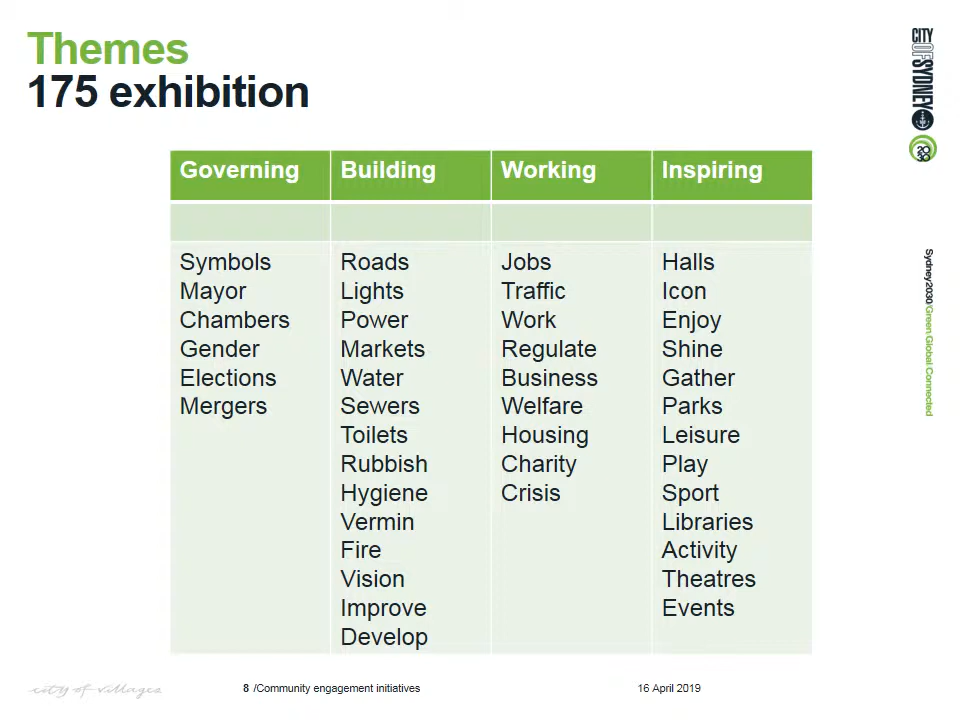 Themes
175 exhibition
CITY OF SYDNEY
2030
Sydney2030/Green/Global/Connected
Governing Building Working Inspiring
Symbols Roads Jobs Halls
Mayor Lights Traffic Icon
Chambers Power Work Enjoy
Gender Markets Regulate Shine
Elections Water Business Gather
Mergers Sewers Welfare Parks
Toilets Housing Leisure
Rubbish Charity Play
Hygiene Crisis Sport
Vermin Libraries
Fire Activity
Vision Theatres
Improve Events
Develop
city of villages
8 /Community engagement initiatives
16 April 2019